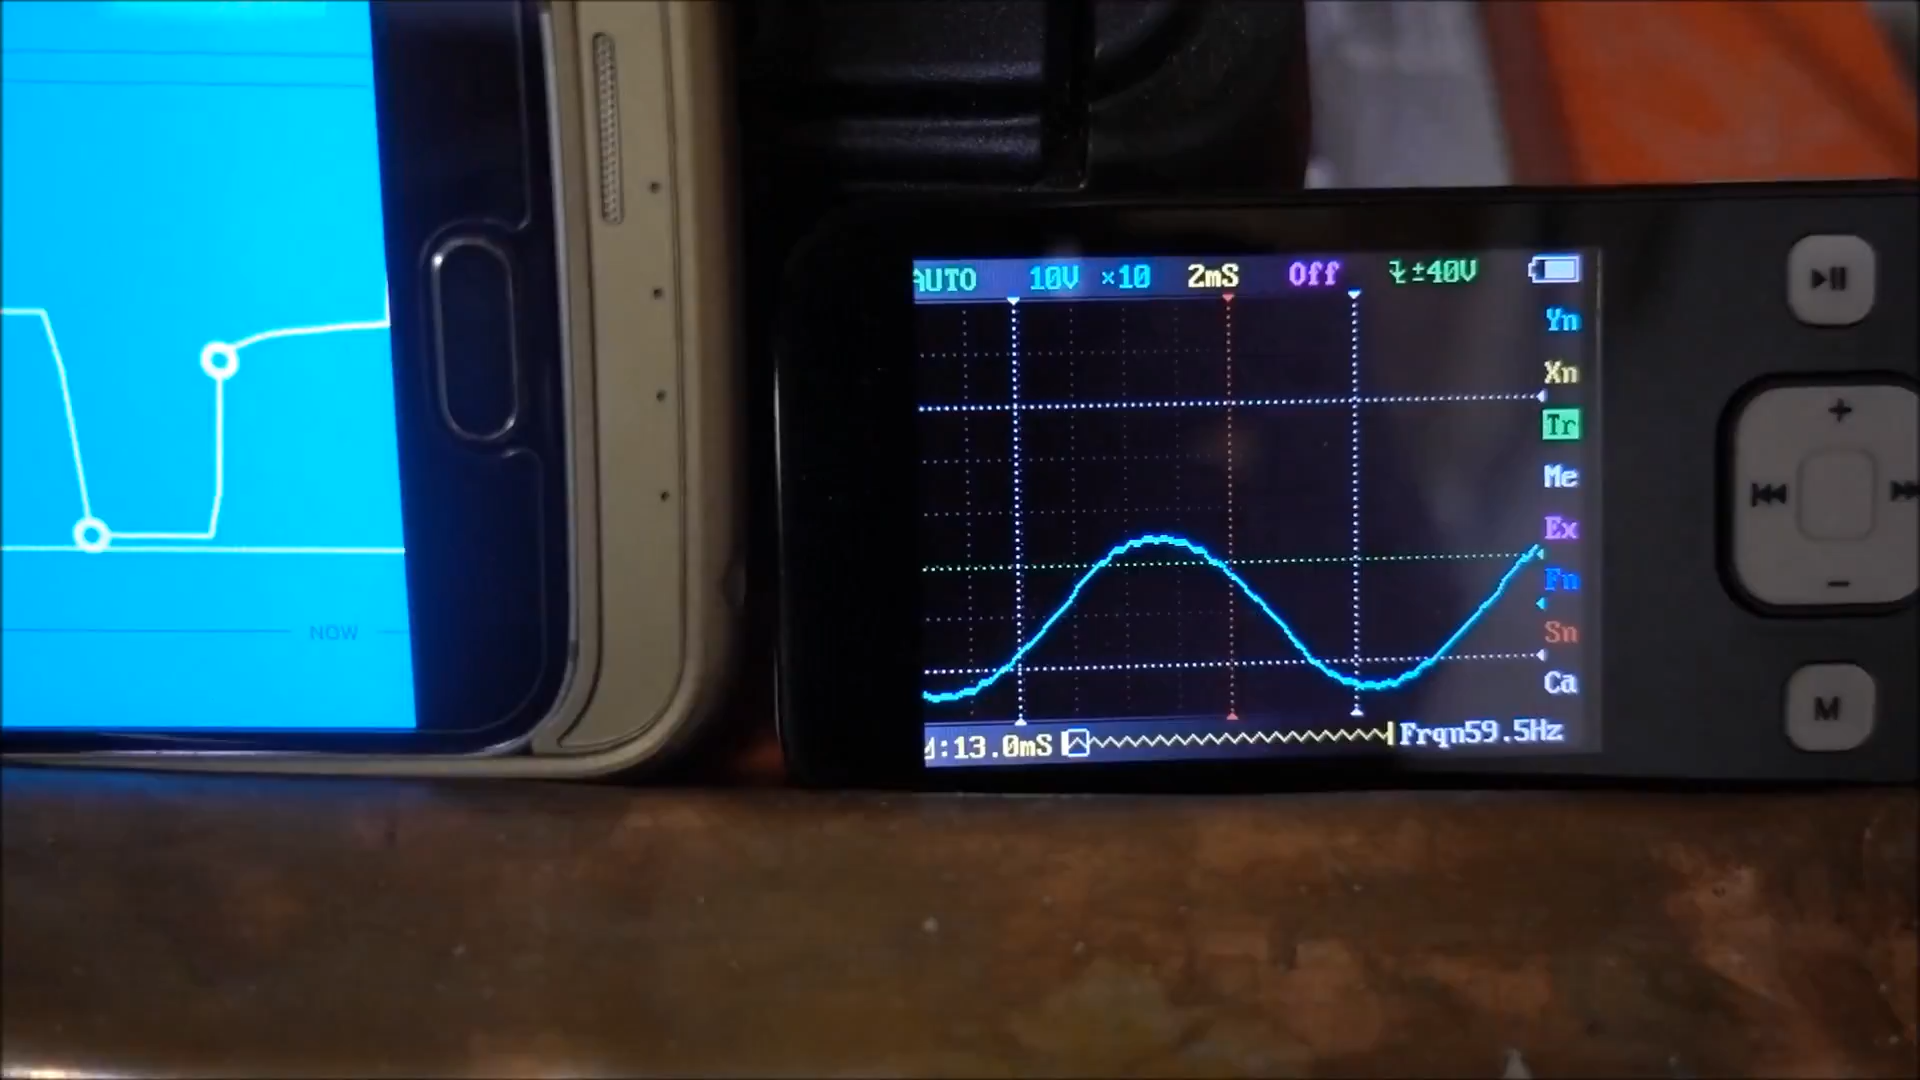 NOW
AUTO 10V ×10 2mS Off ±40V
Yn
Xn
Tr
Me
Ex
Fn
Sn
Ca
:13.0mS Frqn59.5Hz
+
−
M